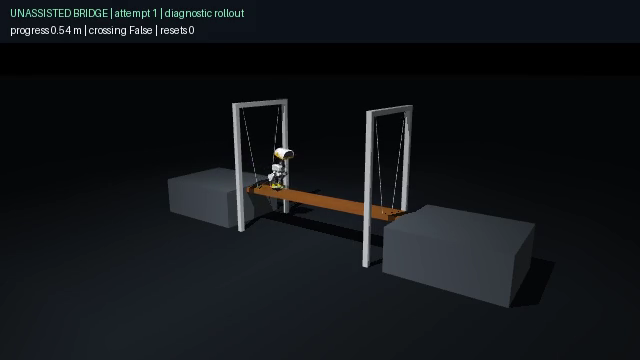 UNASSISTED BRIDGE | attempt 1 | diagnostic rollout
progress 0.54 m | crossing False | resets 0